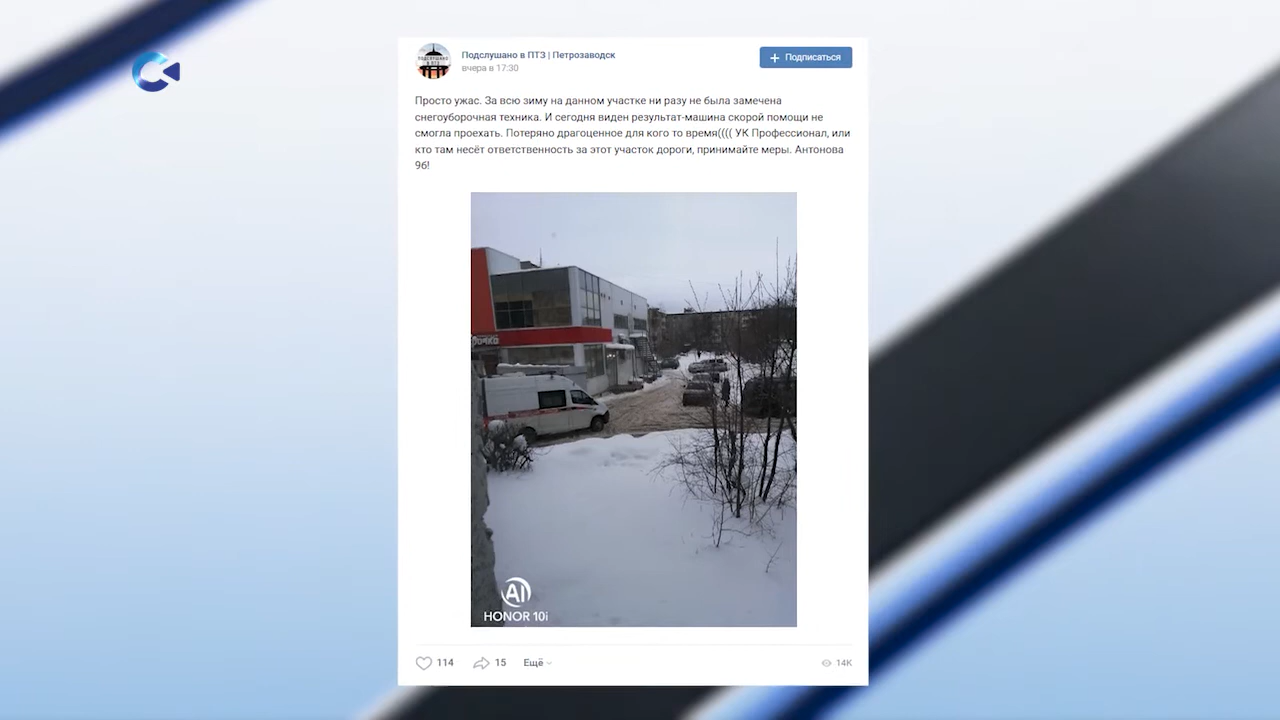 Подслушано в ПТЗ | Петрозаводск
вчера в 17:30
+ Подписаться
ПОДСЛУШАНО
В ПТЗ
Просто ужас. За всю зиму на данном участке ни разу не была замечена
снегоуборочная техника. И сегодня виден результат-машина скорой помощи не
смогла проехать. Потеряно драгоценное для кого то время(((( УК Профессионал, или
кто там несёт ответственность за этот участок дороги, принимайте меры. Антонова
9б!
AI
HONOR 10i
114
15
Ещё
14K